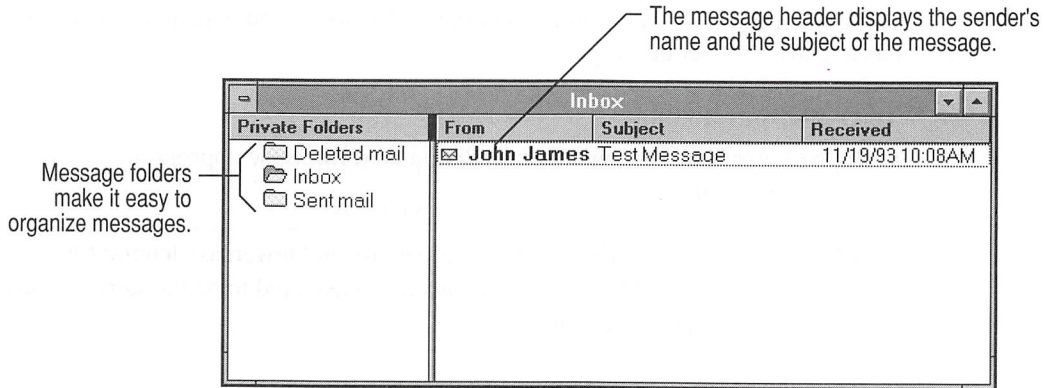 The message header displays the sender's
name and the subject of the message.
Inbox
Private Folders From Subject Received
Deleted mail John James Test Message 11/19/93 10:08AM
Inbox
Sent mail
Message folders
make it easy to
organize messages.